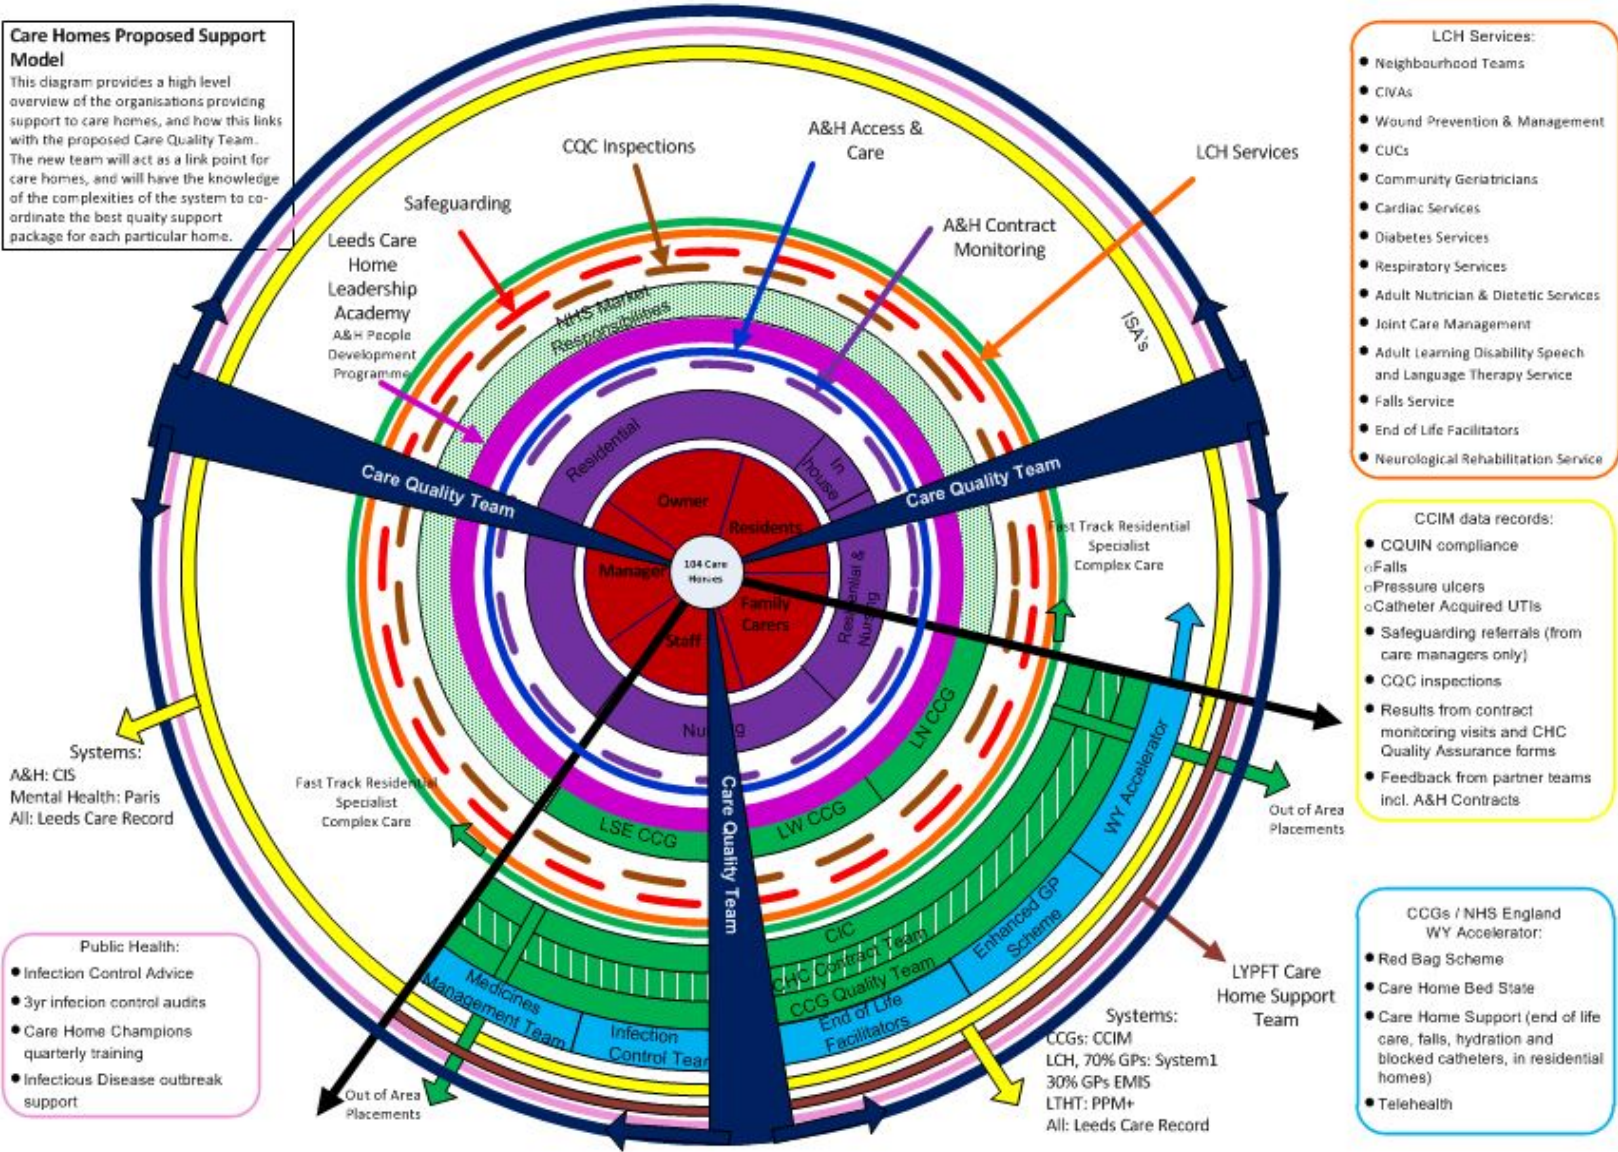 Care Homes Proposed Support
Model
This diagram provides a high level
overview of the organisations providing
support to care homes, and how this links
with the proposed Care Quality Team.
The new team will act as a link point for
care homes, and will have the knowledge
of the complexities of the system to co-
ordinate the best quaity support
package for each particular home.
CQC Inspections
A&H Access &
Care
LCH Services
Safeguarding
A&H Contract
Monitoring
Leeds Care
Home
Leadership
Academy
A&H People
Development
Programme
NHS Market
Responsibilities
ISA's
Residential
In
house
Residential &
Nursing
Nursing
Care Quality Team
Care Quality Team
Care Quality Team
Owner
Residents
Manager
104 Care
Homes
Family
Carers
Staff
Fast Track Residential
Specialist
Complex Care
Fast Track Residential
Specialist
Complex Care
LN CCG
LW CCG
LSE CCG
WY Accelerator
Enhanced GP
Scheme
CIC
CHC Contract Team
CCG Quality Team
End of Life
Facilitators
Medicines
Management Team
Infection
Control Team
Out of Area
Placements
Out of Area
Placements
LYPFT Care
Home Support
Team
Systems:
A&H: CIS
Mental Health: Paris
All: Leeds Care Record
Systems:
CCGs: CCIM
LCH, 70% GPs: System1
30% GPs EMIS
LTHT: PPM+
All: Leeds Care Record
Public Health:
● Infection Control Advice
● 3yr infecion control audits
● Care Home Champions
quarterly training
● Infectious Disease outbreak
support
LCH Services:
● Neighbourhood Teams
● CIVAs
● Wound Prevention & Management
● CUCs
● Community Geriatricians
● Cardiac Services
● Diabetes Services
● Respiratory Services
● Adult Nutrician & Dietetic Services
● Joint Care Management
● Adult Learning Disability Speech
and Language Therapy Service
● Falls Service
● End of Life Facilitators
● Neurological Rehabilitation Service
CCIM data records:
● CQUIN compliance
○Falls
○Pressure ulcers
○Catheter Acquired UTIs
● Safeguarding referrals (from
care managers only)
● CQC inspections
● Results from contract
monitoring visits and CHC
Quality Assurance forms
● Feedback from partner teams
incl. A&H Contracts
CCGs / NHS England
WY Accelerator:
● Red Bag Scheme
● Care Home Bed State
● Care Home Support (end of life
care, falls, hydration and
blocked catheters, in residential
homes)
● Telehealth